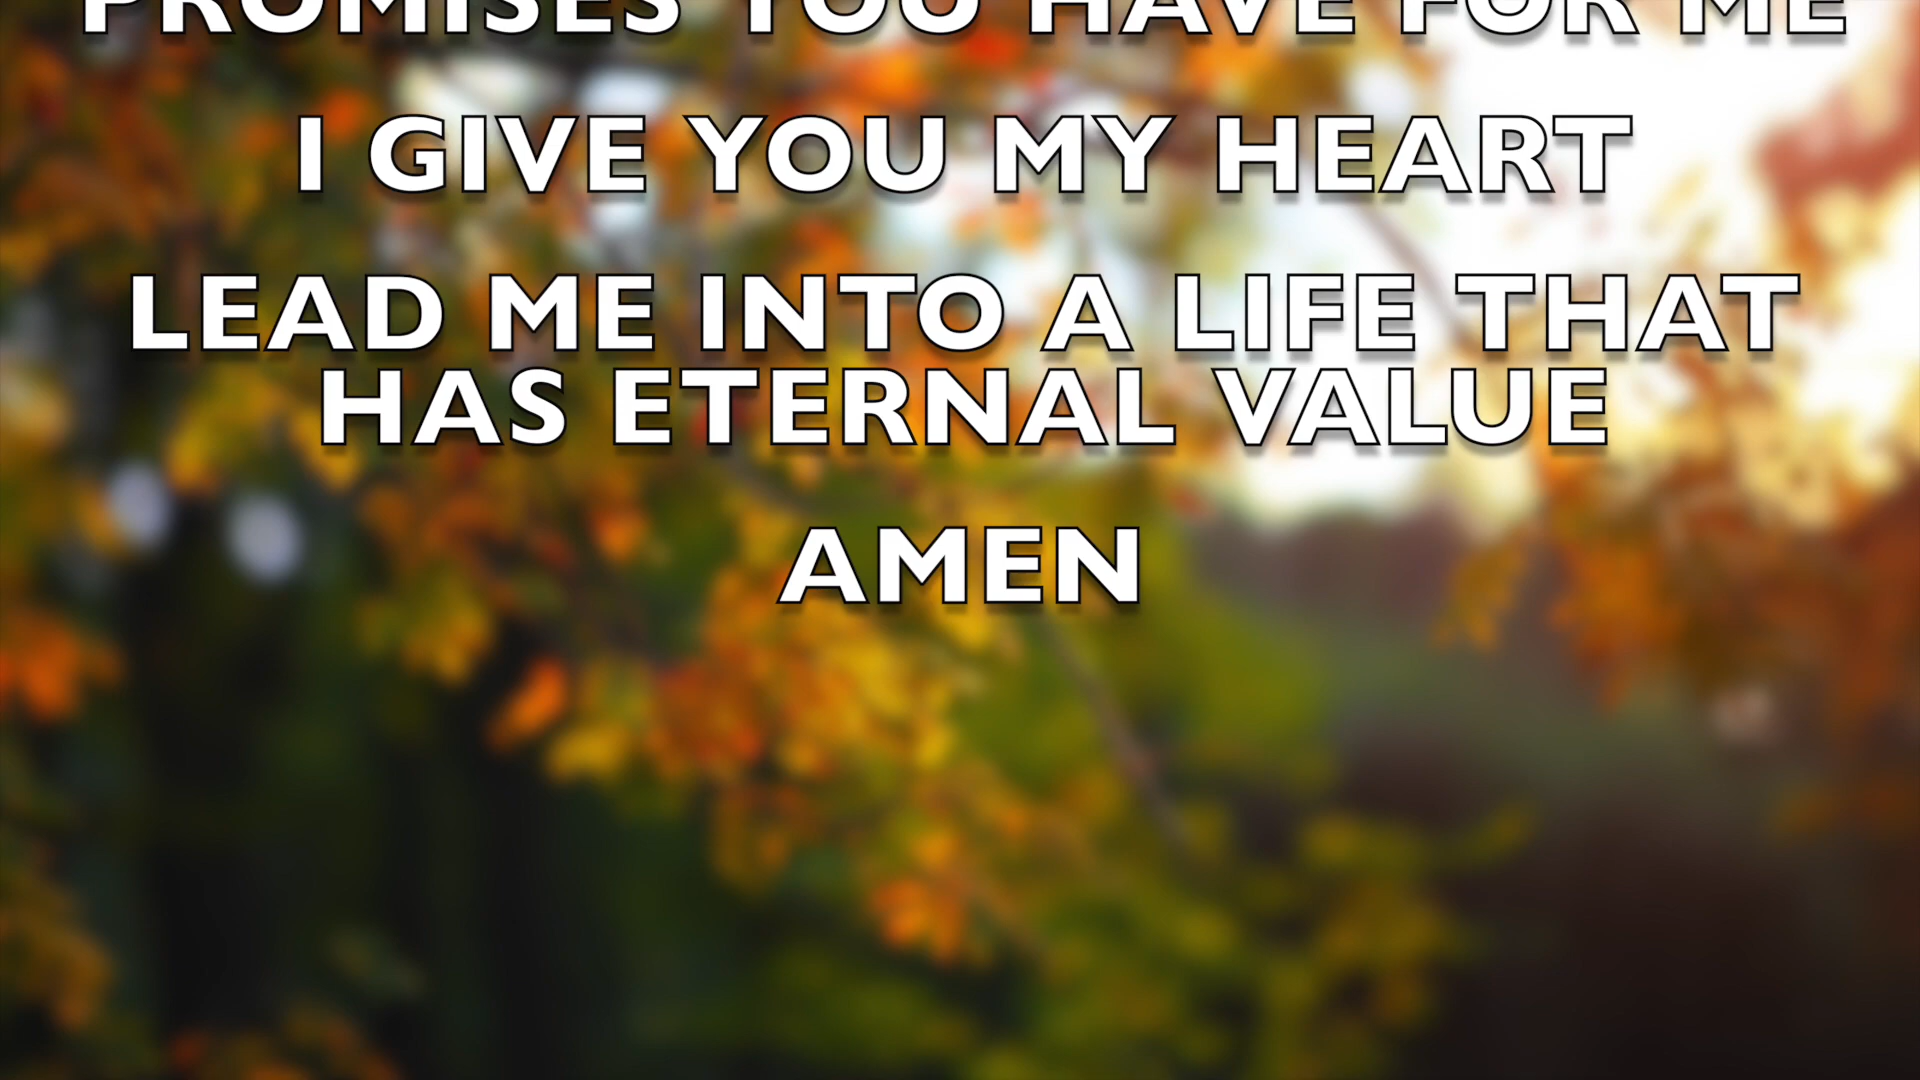 PROMISES YOU HAVE FOR ME
I GIVE YOU MY HEART
LEAD ME INTO A LIFE THAT
HAS ETERNAL VALUE
AMEN